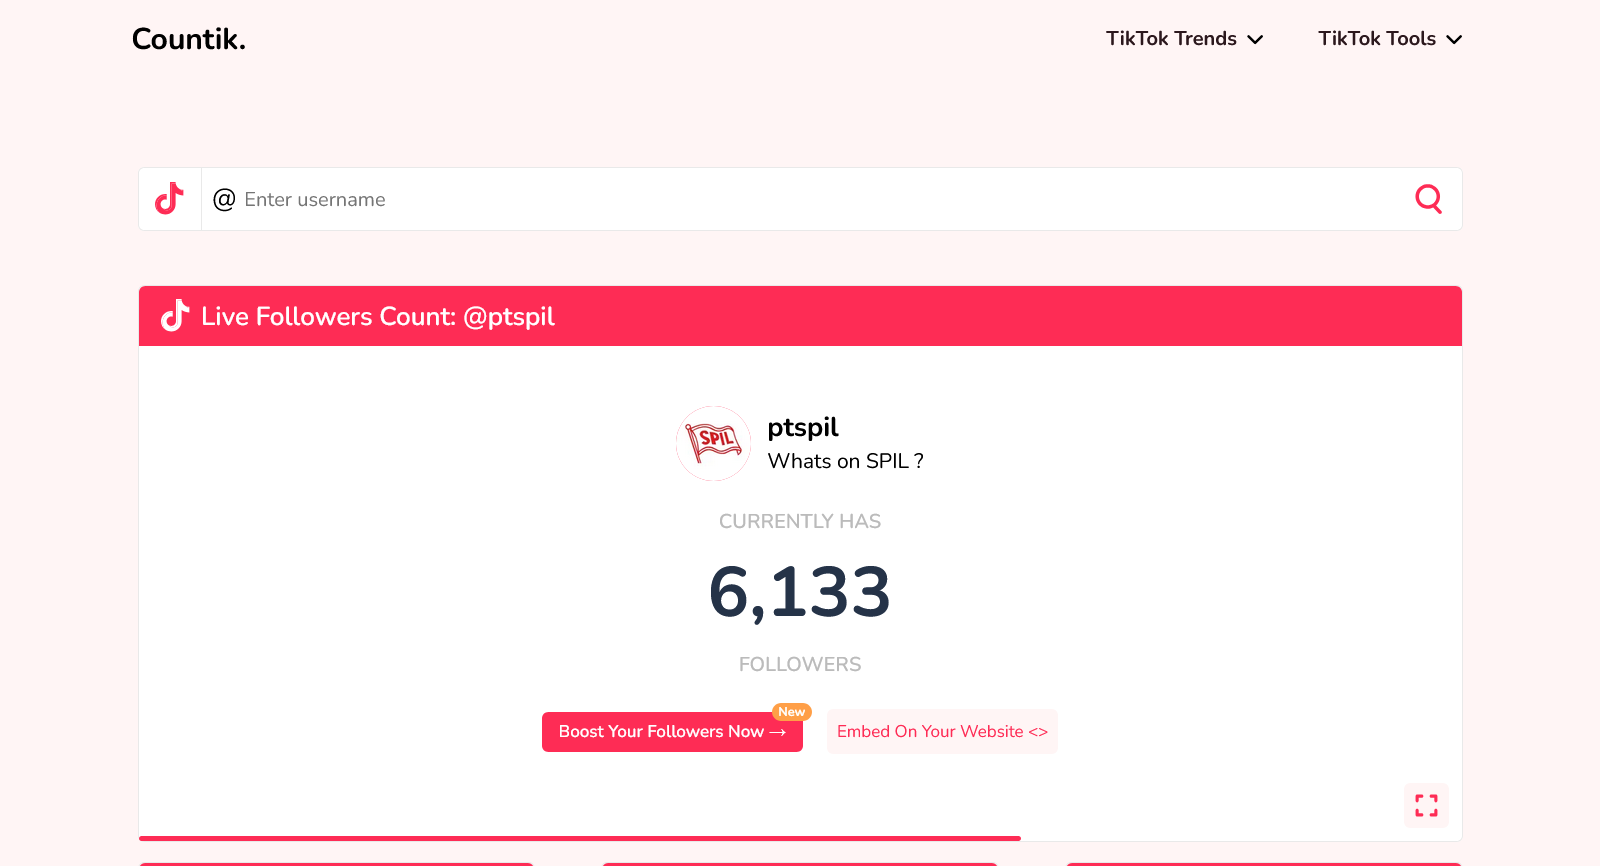 Countik.
TikTok Trends
TikTok Tools
@ Enter username
Live Followers Count: @ptspil
SPIL
ptspil
Whats on SPIL ?
CURRENTLY HAS
6,133
FOLLOWERS
New
Boost Your Followers Now →
Embed On Your Website <>